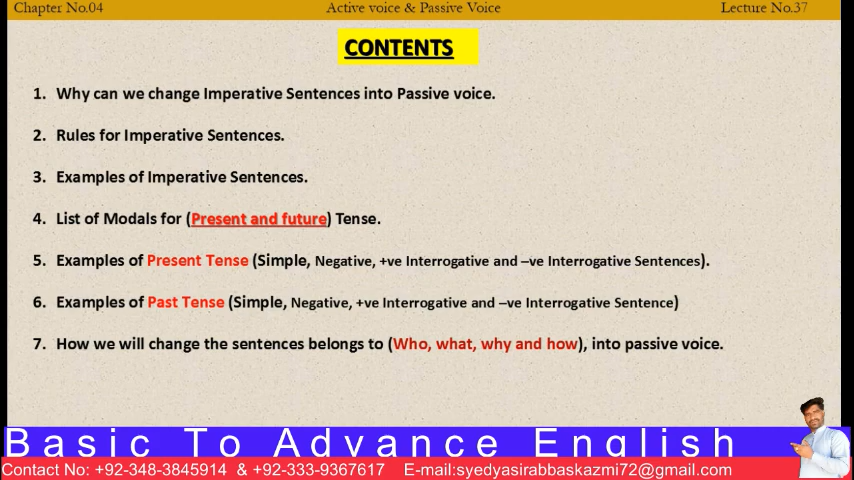 Chapter No.04 Active voice & Passive Voice Lecture No.37
CONTENTS
1. Why can we change Imperative Sentences into Passive voice.
2. Rules for Imperative Sentences.
3. Examples of Imperative Sentences.
4. List of Modals for (Present and future) Tense.
5. Examples of Present Tense (Simple, Negative, +ve Interrogative and –ve Interrogative Sentences).
6. Examples of Past Tense (Simple, Negative, +ve Interrogative and –ve Interrogative Sentence)
7. How we will change the sentences belongs to (Who, what, why and how), into passive voice.
Basic To Advance English
Contact No: +92-348-3845914 & +92-333-9367617 E-mail:syedyasirabbaskazmi72@gmail.com